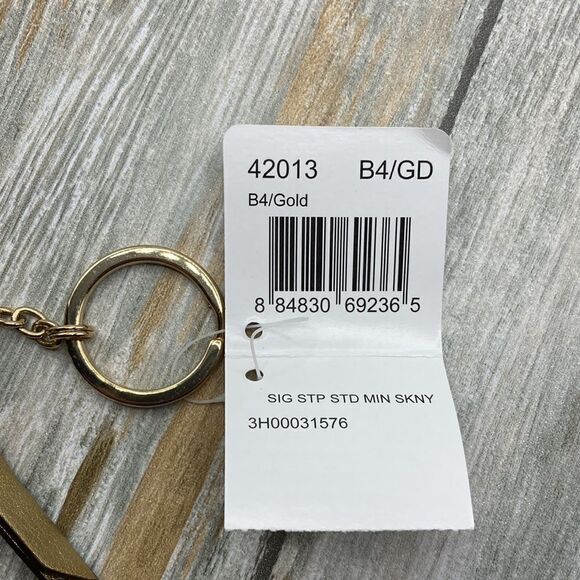 42013 B4/GD
B4/Gold
8 84830 69236 5
SIG STP STD MIN SKNY
3H00031576